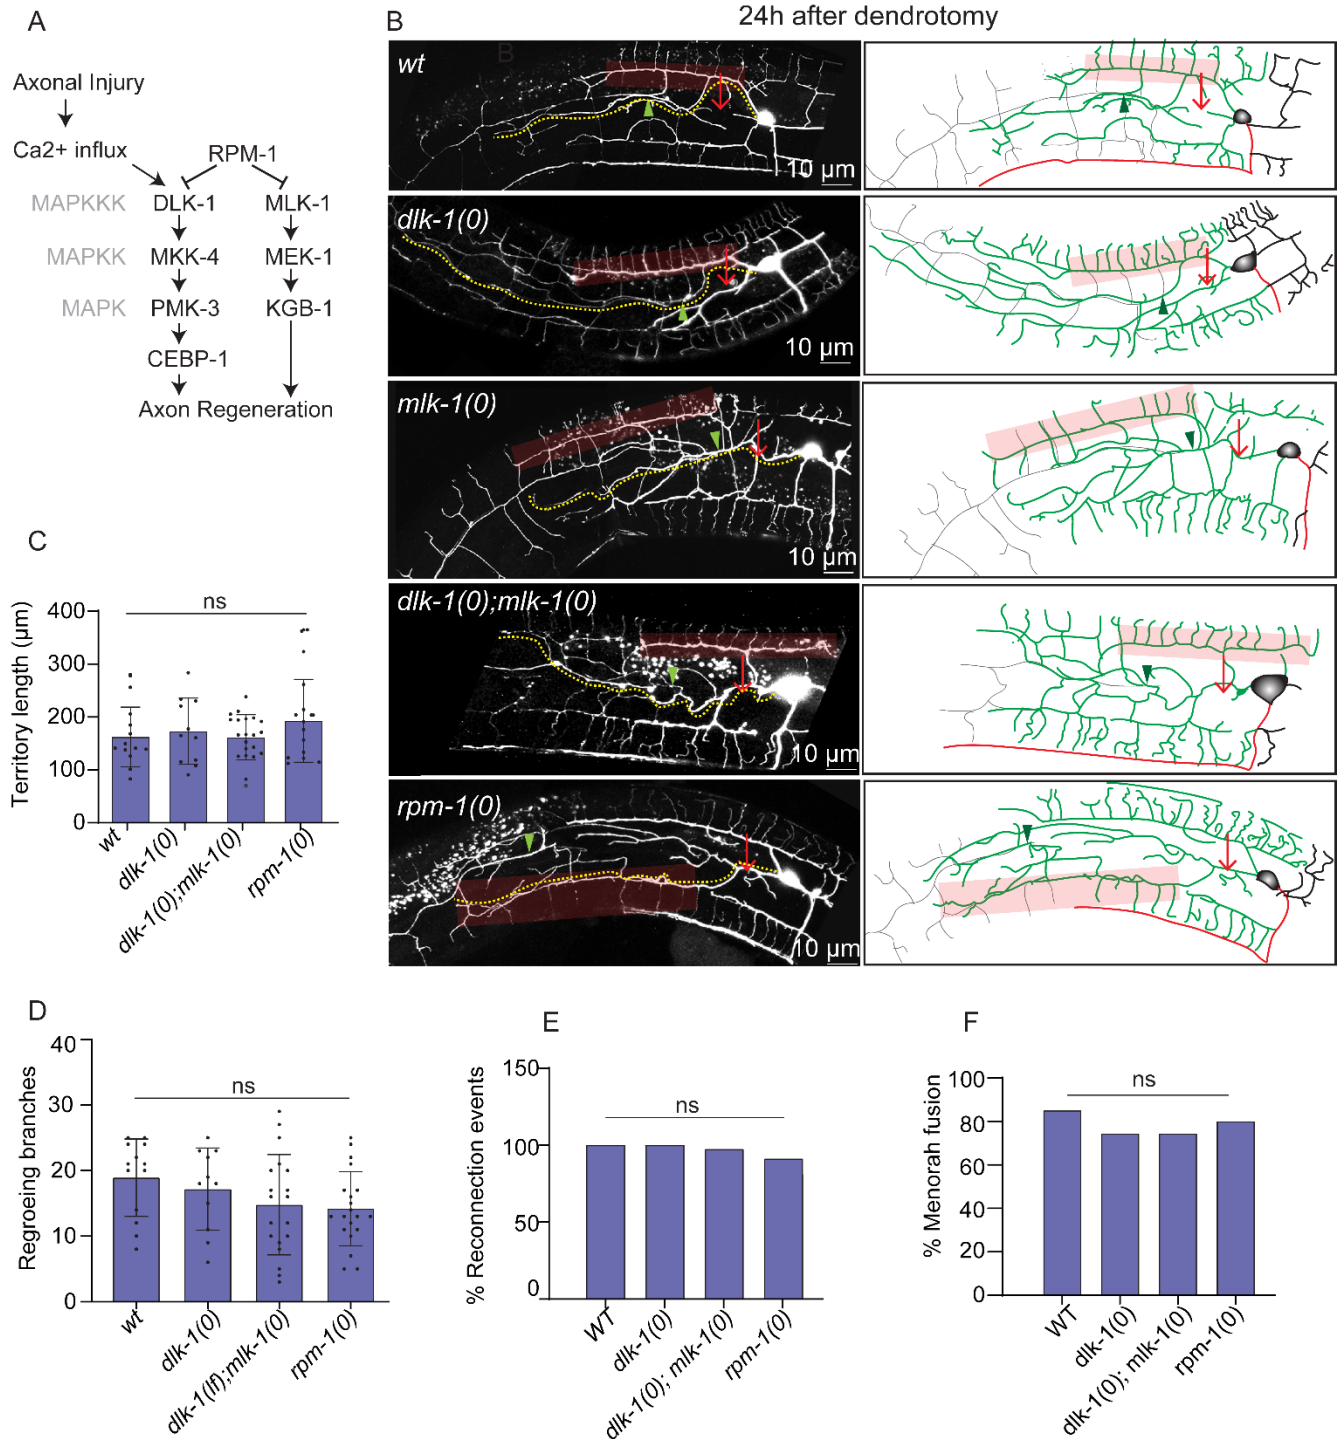 A
Axonal Injury
Ca2+ influx
RPM-1
MAPKKK DLK-1 MLK-1
MAPKK MKK-4 MEK-1
MAPK PMK-3 KGB-1
CEBP-1
Axon Regeneration
B 24h after dendrotomy
B
wt
10 µm
dlk-1(0)
10 µm
mlk-1(0)
10 µm
dlk-1(0);mlk-1(0)
10 µm
rpm-1(0)
10 µm
C
Territory length (µm)
400
300
200
100
0
ns
wt
dlk-1(0)
dlk-1(0);mlk-1(0)
rpm-1(0)
D
Regroeing branches
40
30
20
10
0
ns
wt
dlk-1(0)
dlk-1(lf);mlk-1(0)
rpm-1(0)
E
% Reconnection events
150
100
50
0
ns
WT
dlk-1(0)
dlk-1(0); mlk-1(0)
rpm-1(0)
F
% Menorah fusion
100
80
60
40
20
0
ns
WT
dlk-1(0)
dlk-1(0); mlk-1(0)
rpm-1(0)